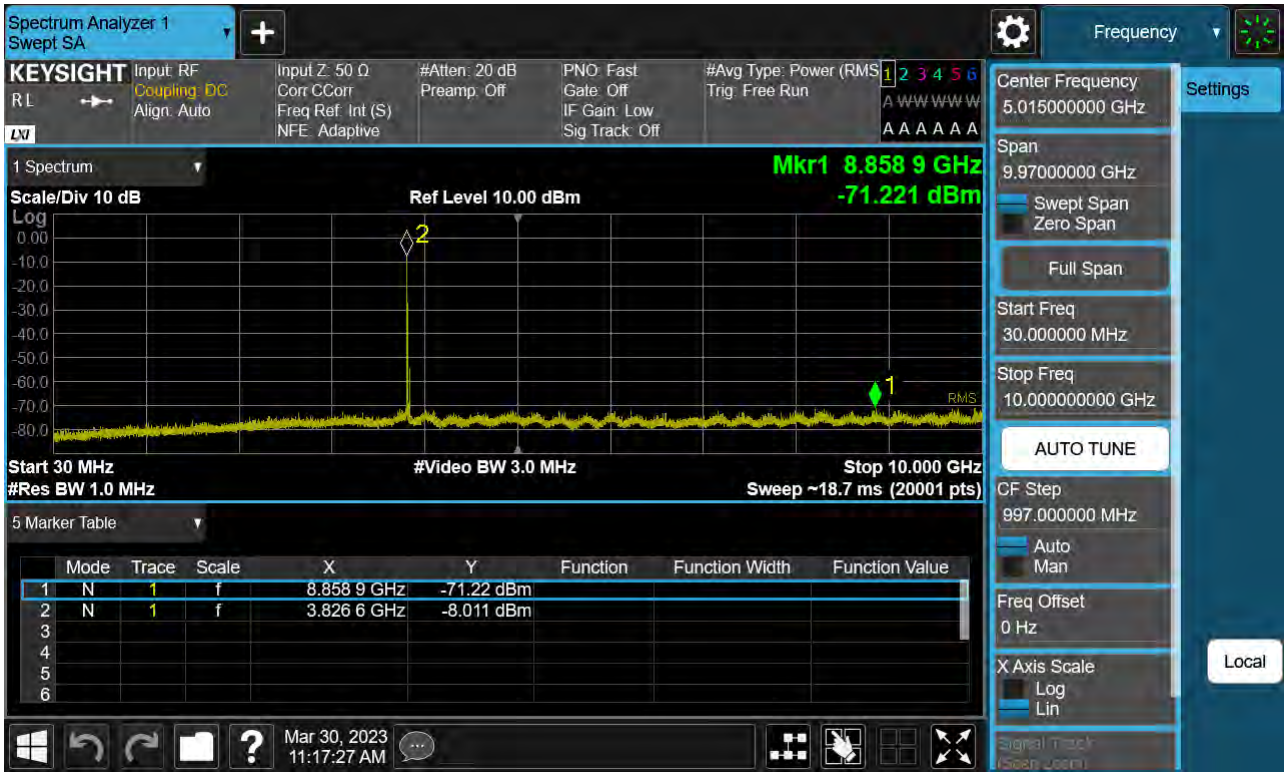 Spectrum Analyzer 1
Swept SA
+
Frequency
KEYSIGHT
RL
LXI
Input: RF
Coupling: DC
Align: Auto
Input Z: 50 Ω
Corr CCorr
Freq Ref: Int (S)
NFE: Adaptive
#Atten: 20 dB
Preamp: Off
PNO: Fast
Gate: Off
IF Gain: Low
Sig Track: Off
#Avg Type: Power (RMS
Trig: Free Run
1 2 3 4 5 6
A W W W W W
A A A A A A
1 Spectrum
Scale/Div 10 dB
Ref Level 10.00 dBm
Mkr1 8.858 9 GHz
-71.221 dBm
Log
0.00
-10.0
-20.0
-30.0
-40.0
-50.0
-60.0
-70.0
-80.0
2
1
RMS
Start 30 MHz
#Video BW 3.0 MHz
Stop 10.000 GHz
#Res BW 1.0 MHz
Sweep ~18.7 ms (20001 pts)
5 Marker Table
Mode Trace Scale X Y Function Function Width Function Value
1 N 1 f 8.858 9 GHz -71.22 dBm
2 N 1 f 3.826 6 GHz -8.011 dBm
3
4
5
6
Mar 30, 2023
11:17:27 AM
Center Frequency
5.015000000 GHz
Settings
Span
9.97000000 GHz
Swept Span
Zero Span
Full Span
Start Freq
30.000000 MHz
Stop Freq
10.000000000 GHz
AUTO TUNE
CF Step
997.000000 MHz
Auto
Man
Freq Offset
0 Hz
X Axis Scale
Log
Lin
Local
Signal Track
(Span Zoom)